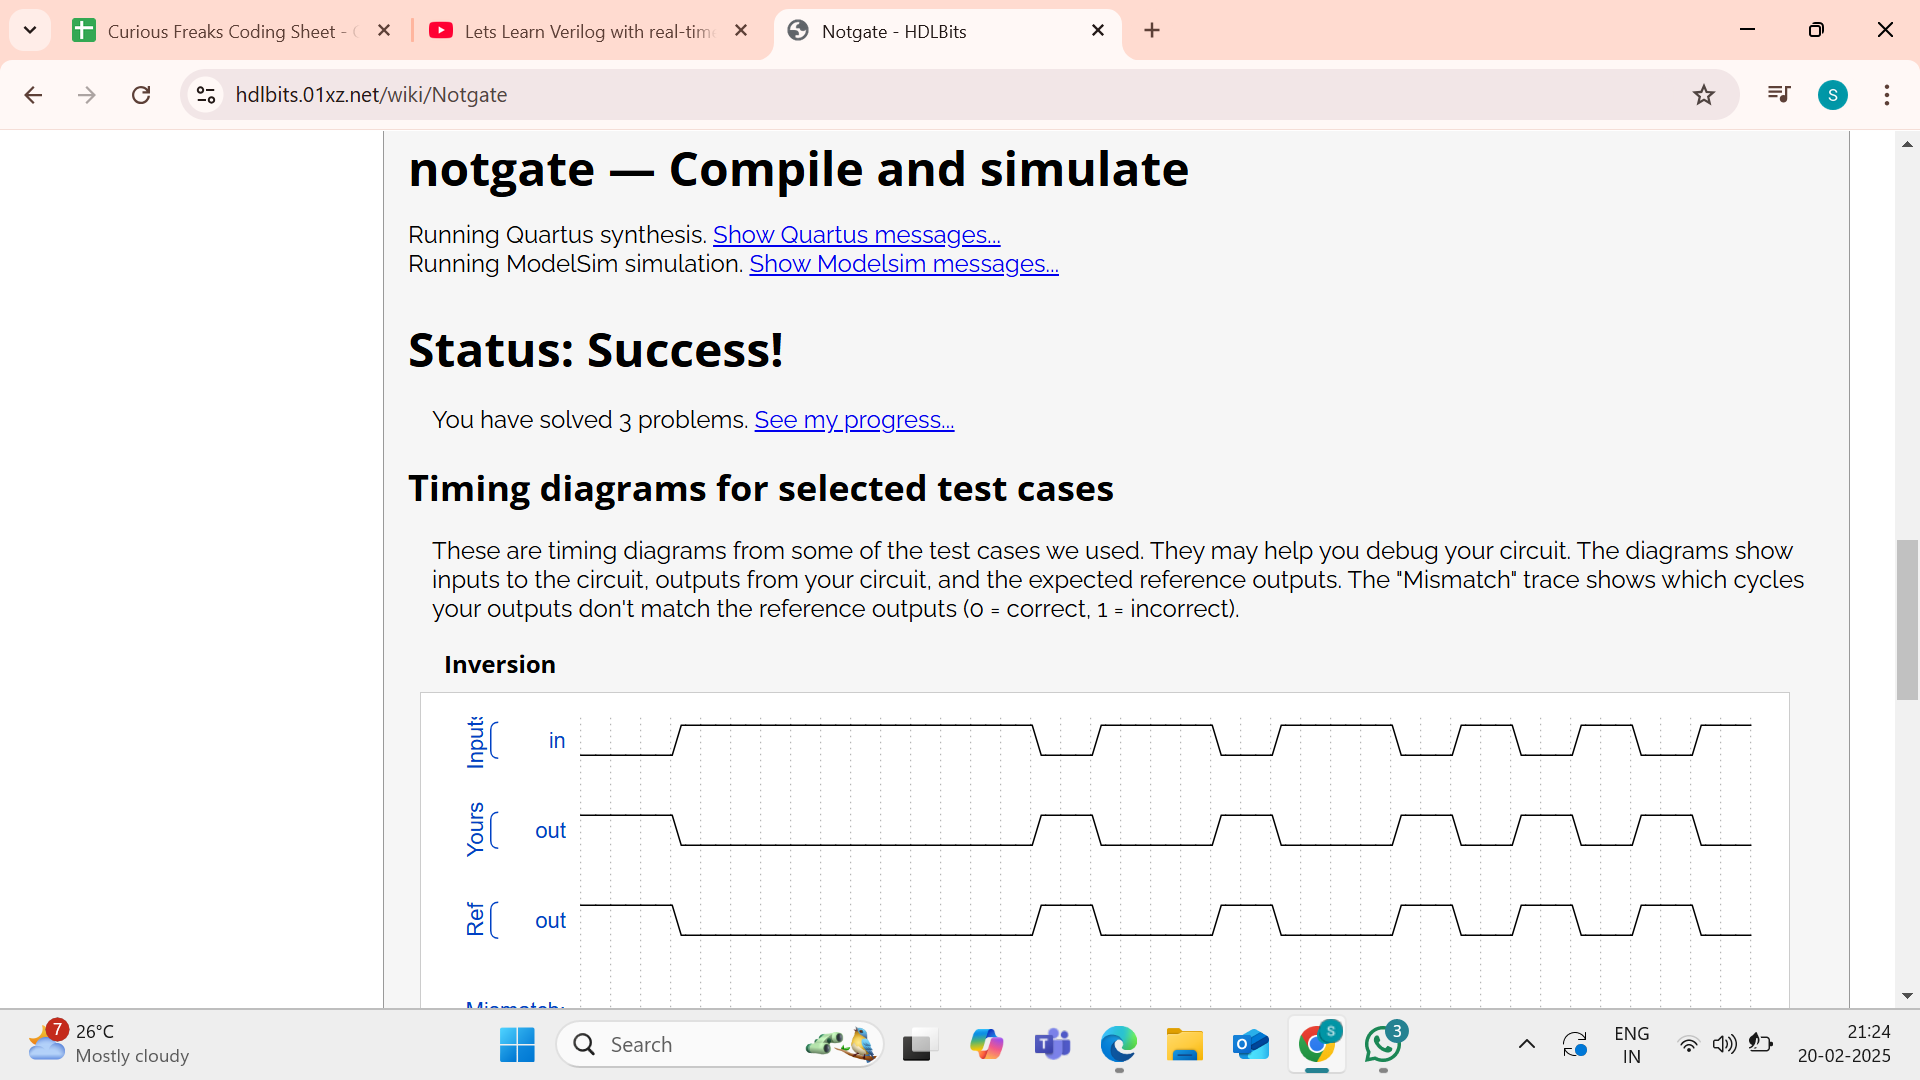 Curious Freaks Coding Sheet - (
Lets Learn Verilog with real-time
Notgate - HDLBits
hdlbits.01xz.net/wiki/Notgate
S
notgate — Compile and simulate
Running Quartus synthesis. Show Quartus messages...
Running ModelSim simulation. Show Modelsim messages...
Status: Success!
You have solved 3 problems. See my progress...
Timing diagrams for selected test cases
These are timing diagrams from some of the test cases we used. They may help you debug your circuit. The diagrams show
inputs to the circuit, outputs from your circuit, and the expected reference outputs. The "Mismatch" trace shows which cycles
your outputs don't match the reference outputs (0 = correct, 1 = incorrect).
Inversion
Inputs
in
Yours
out
Ref
out
Mismatch
7
26°C
Mostly cloudy
Search
S
3
ENG
IN
21:24
20-02-2025